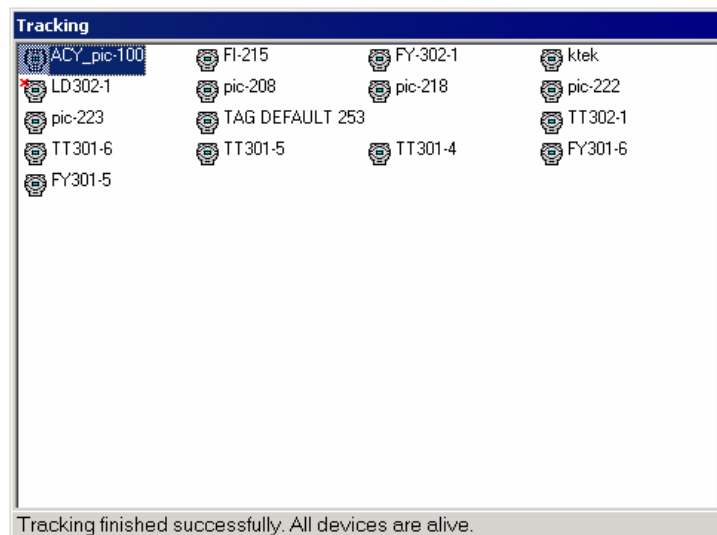 Tracking
ACY_pic-100 FI-215 FY-302-1 ktek
LD302-1 pic-208 pic-218 pic-222
pic-223 TAG DEFAULT 253 TT302-1
TT301-6 TT301-5 TT301-4 FY301-6
FY301-5
Tracking finished successfully. All devices are alive.